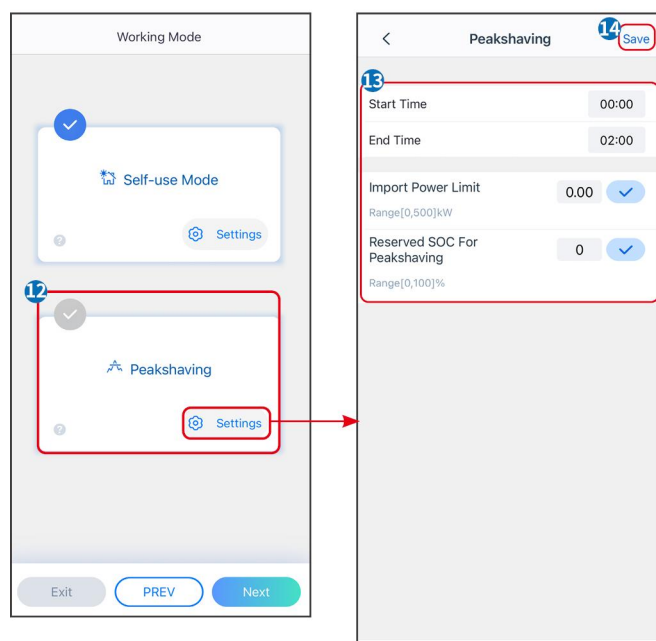 Working Mode
Self-use Mode
?
Settings
12
Peakshaving
?
Settings
Exit
PREV
Next
Peakshaving
14
Save
13
Start Time
00:00
End Time
02:00
Import Power Limit
0.00
Range[0,500]kW
Reserved SOC For
Peakshaving
0
Range[0,100]%